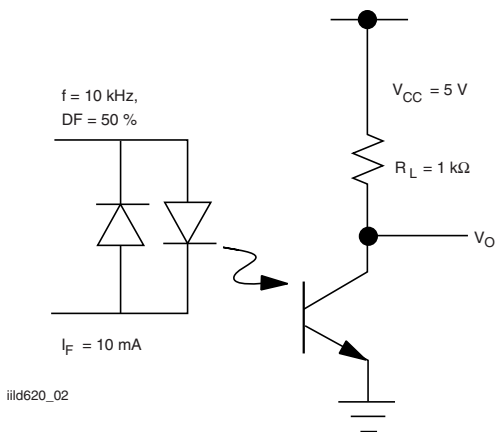 f = 10 kHz,
DF = 50 %
V_CC = 5 V
R_L = 1 kΩ
V_O
I_F = 10 mA
iild620_02